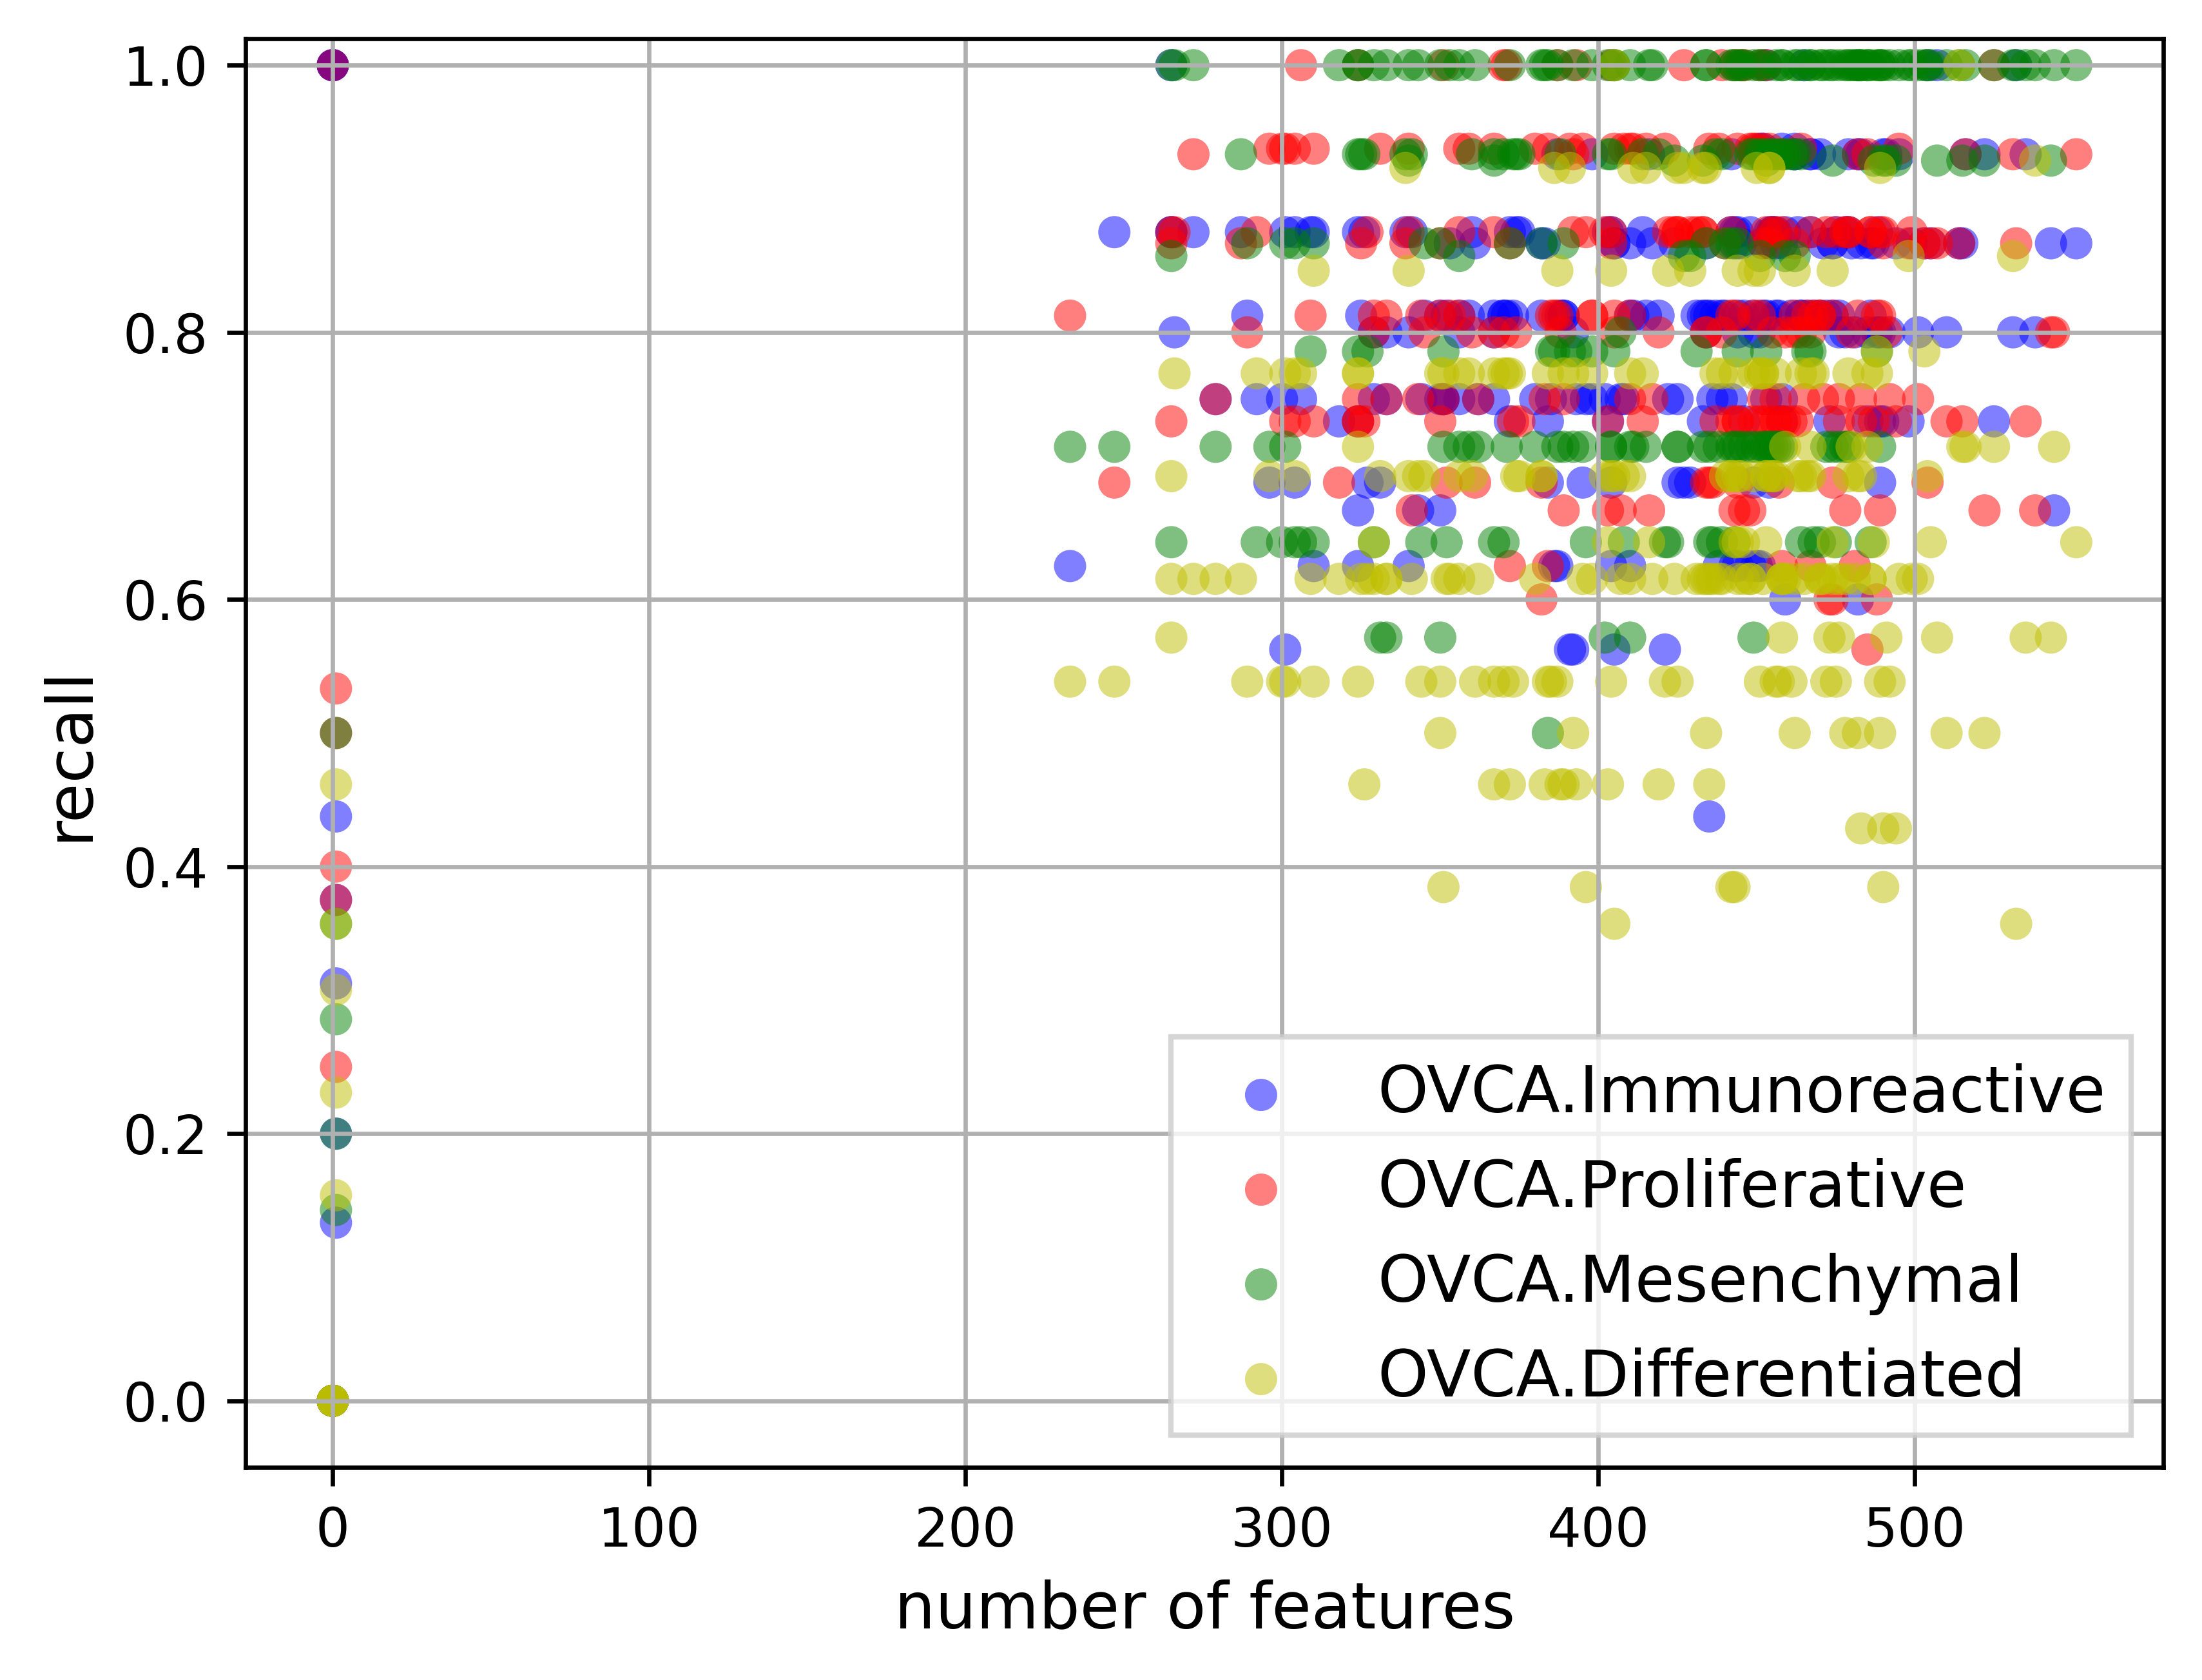 1.0
0.8
0.6
0.4
0.2
0.0
recall
OVCA.Immunoreactive
OVCA.Proliferative
OVCA.Mesenchymal
OVCA.Differentiated
0 100 200 300 400 500
number of features